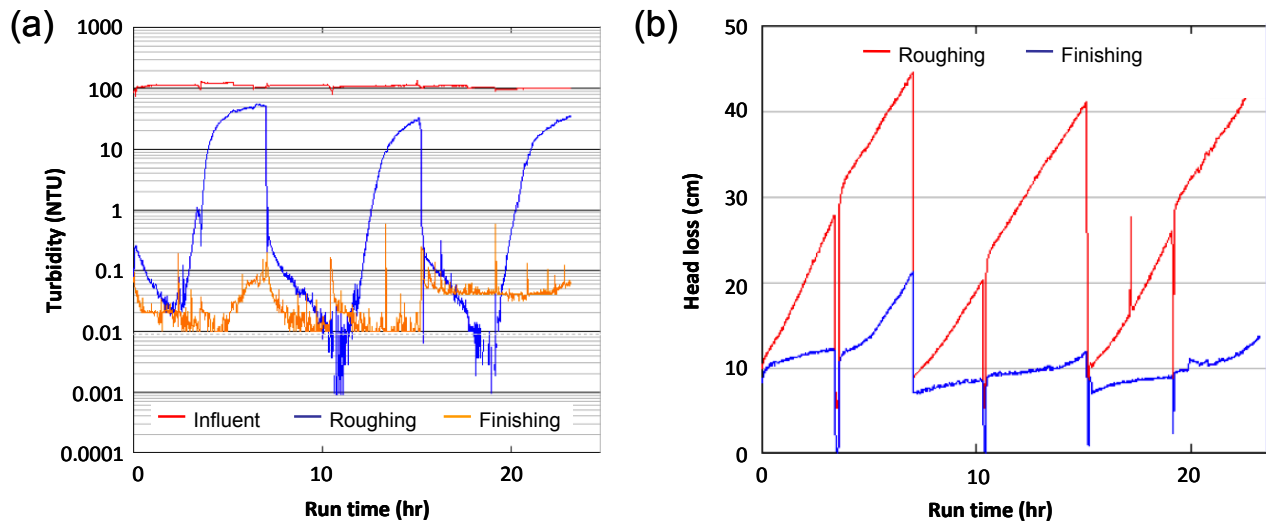 (a)
1000
100
10
1
0.1
0.01
0.001
0.0001
Turbidity (NTU)
Influent Roughing Finishing
0 10 20
Run time (hr)
(b)
50
40
30
20
10
0
Head loss (cm)
Roughing Finishing
0 10 20
Run time (hr)